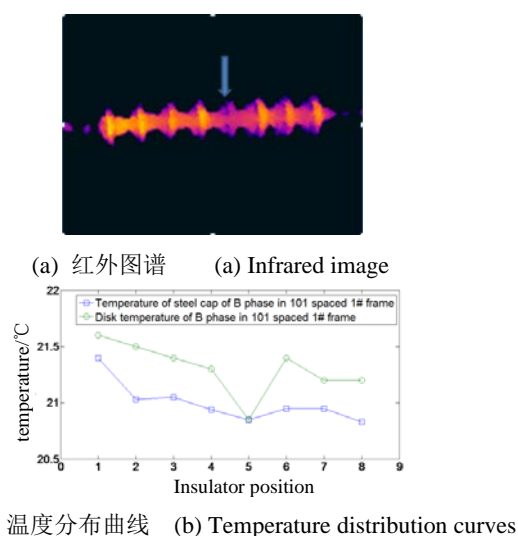 (a) 红外图谱 (a) Infrared image
22
Temperature of steel cap of B phase in 101 spaced 1# frame
Disk temperature of B phase in 101 spaced 1# frame
21.5
21
20.5
temperature/℃
0 1 2 3 4 5 6 7 8 9
Insulator position
温度分布曲线 (b) Temperature distribution curves